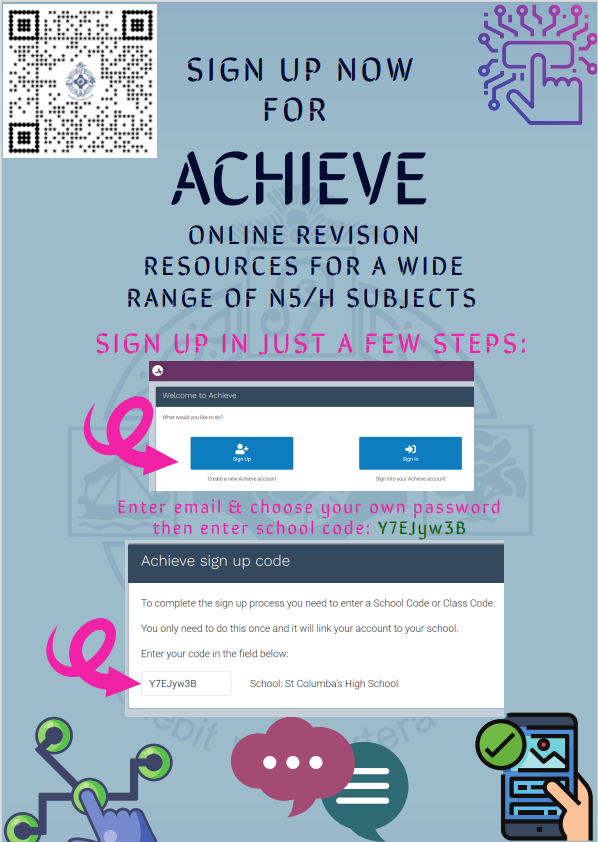 SIGN UP NOW
FOR
ACHIEVE
ONLINE REVISION
RESOURCES FOR A WIDE
RANGE OF N5/H SUBJECTS
SIGN UP IN JUST A FEW STEPS:
Welcome to Achieve
What would you like to do?
Sign Up
Sign In
Create a new Achieve account
Sign into your Achieve account
Enter email & choose your own password
then enter school code: Y7EJyw3B
Achieve sign up code
To complete the sign up process you need to enter a School Code or Class Code.
You only need to do this once and it will link your account to your school.
Enter your code in the field below:
Y7EJyw3B
School: St Columba's High School